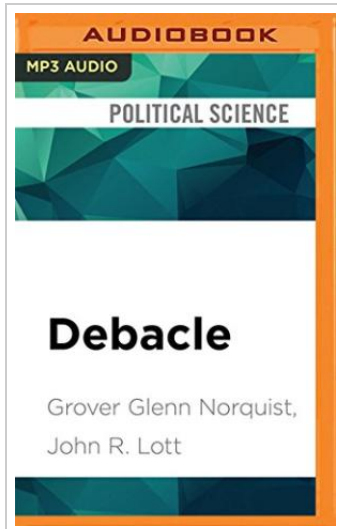 AUDIOBOOK
MP3 AUDIO
POLITICAL SCIENCE
Debacle
Grover Glenn Norquist,
John R. Lott